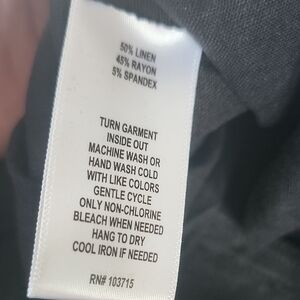 50% LINEN
45% RAYON
5% SPANDEX
TURN GARMENT
INSIDE OUT
MACHINE WASH OR
HAND WASH COLD
WITH LIKE COLORS
GENTLE CYCLE
ONLY NON-CHLORINE
BLEACH WHEN NEEDED
HANG TO DRY
COOL IRON IF NEEDED
RN# 103715